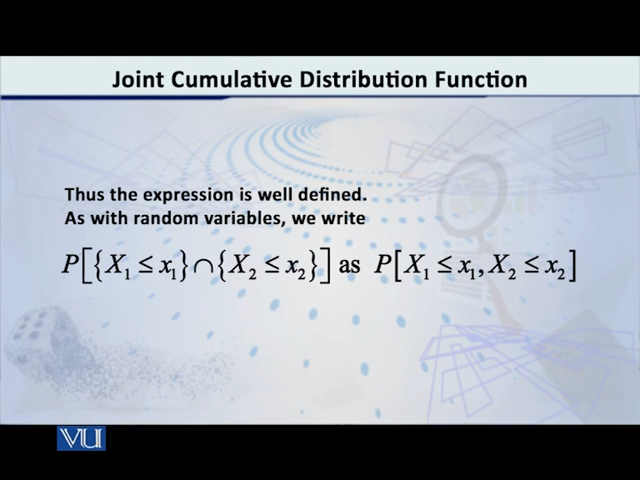 Joint Cumulative Distribution Function
Thus the expression is well defined.
As with random variables, we write
P[{X₁ ≤ x₁}∩{X₂ ≤ x₂}] as P[X₁ ≤ x₁, X₂ ≤ x₂]
VU